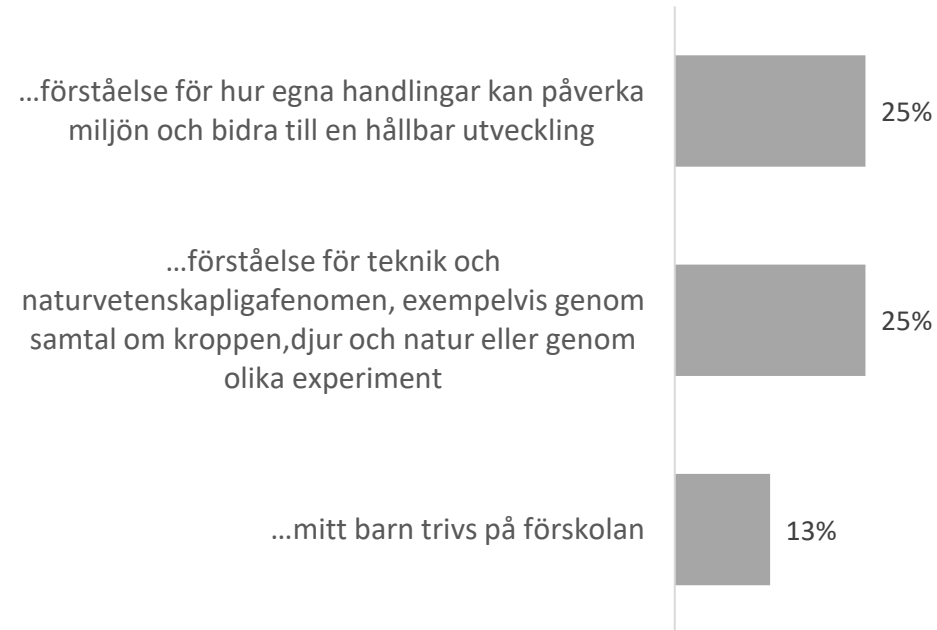 …förståelse för hur egna handlingar kan påverka
miljön och bidra till en hållbar utveckling
25%
…förståelse för teknik och
naturvetenskapligafenomen, exempelvis genom
samtal om kroppen,djur och natur eller genom
olika experiment
25%
…mitt barn trivs på förskolan
13%